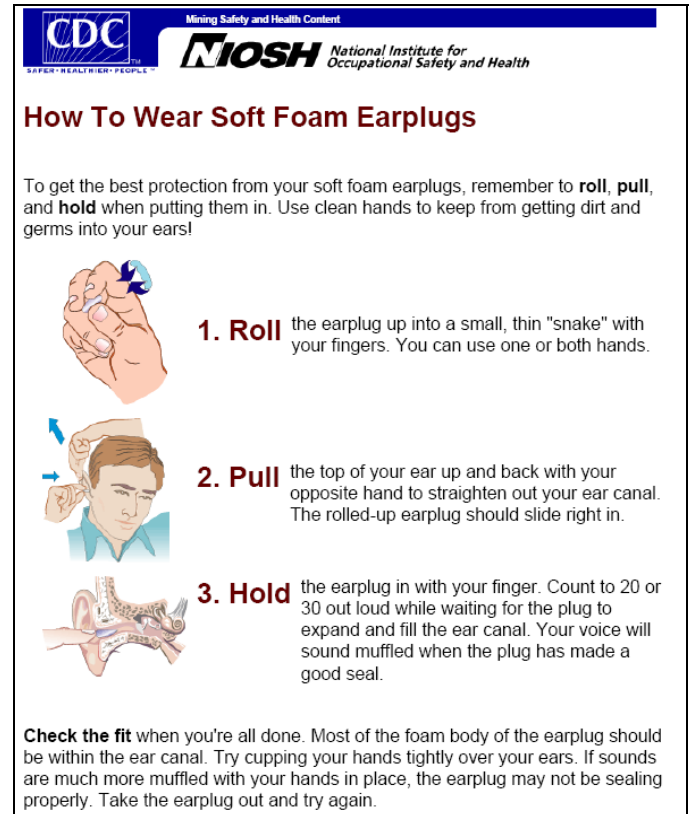 Mining Safety and Health Content
CDC
TM
SAFER • HEALTHIER • PEOPLE™
NIOSH National Institute for
Occupational Safety and Health
How To Wear Soft Foam Earplugs
To get the best protection from your soft foam earplugs, remember to roll, pull,
and hold when putting them in. Use clean hands to keep from getting dirt and
germs into your ears!
1. Roll the earplug up into a small, thin "snake" with
your fingers. You can use one or both hands.
2. Pull the top of your ear up and back with your
opposite hand to straighten out your ear canal.
The rolled-up earplug should slide right in.
3. Hold the earplug in with your finger. Count to 20 or
30 out loud while waiting for the plug to
expand and fill the ear canal. Your voice will
sound muffled when the plug has made a
good seal.
Check the fit when you're all done. Most of the foam body of the earplug should
be within the ear canal. Try cupping your hands tightly over your ears. If sounds
are much more muffled with your hands in place, the earplug may not be sealing
properly. Take the earplug out and try again.